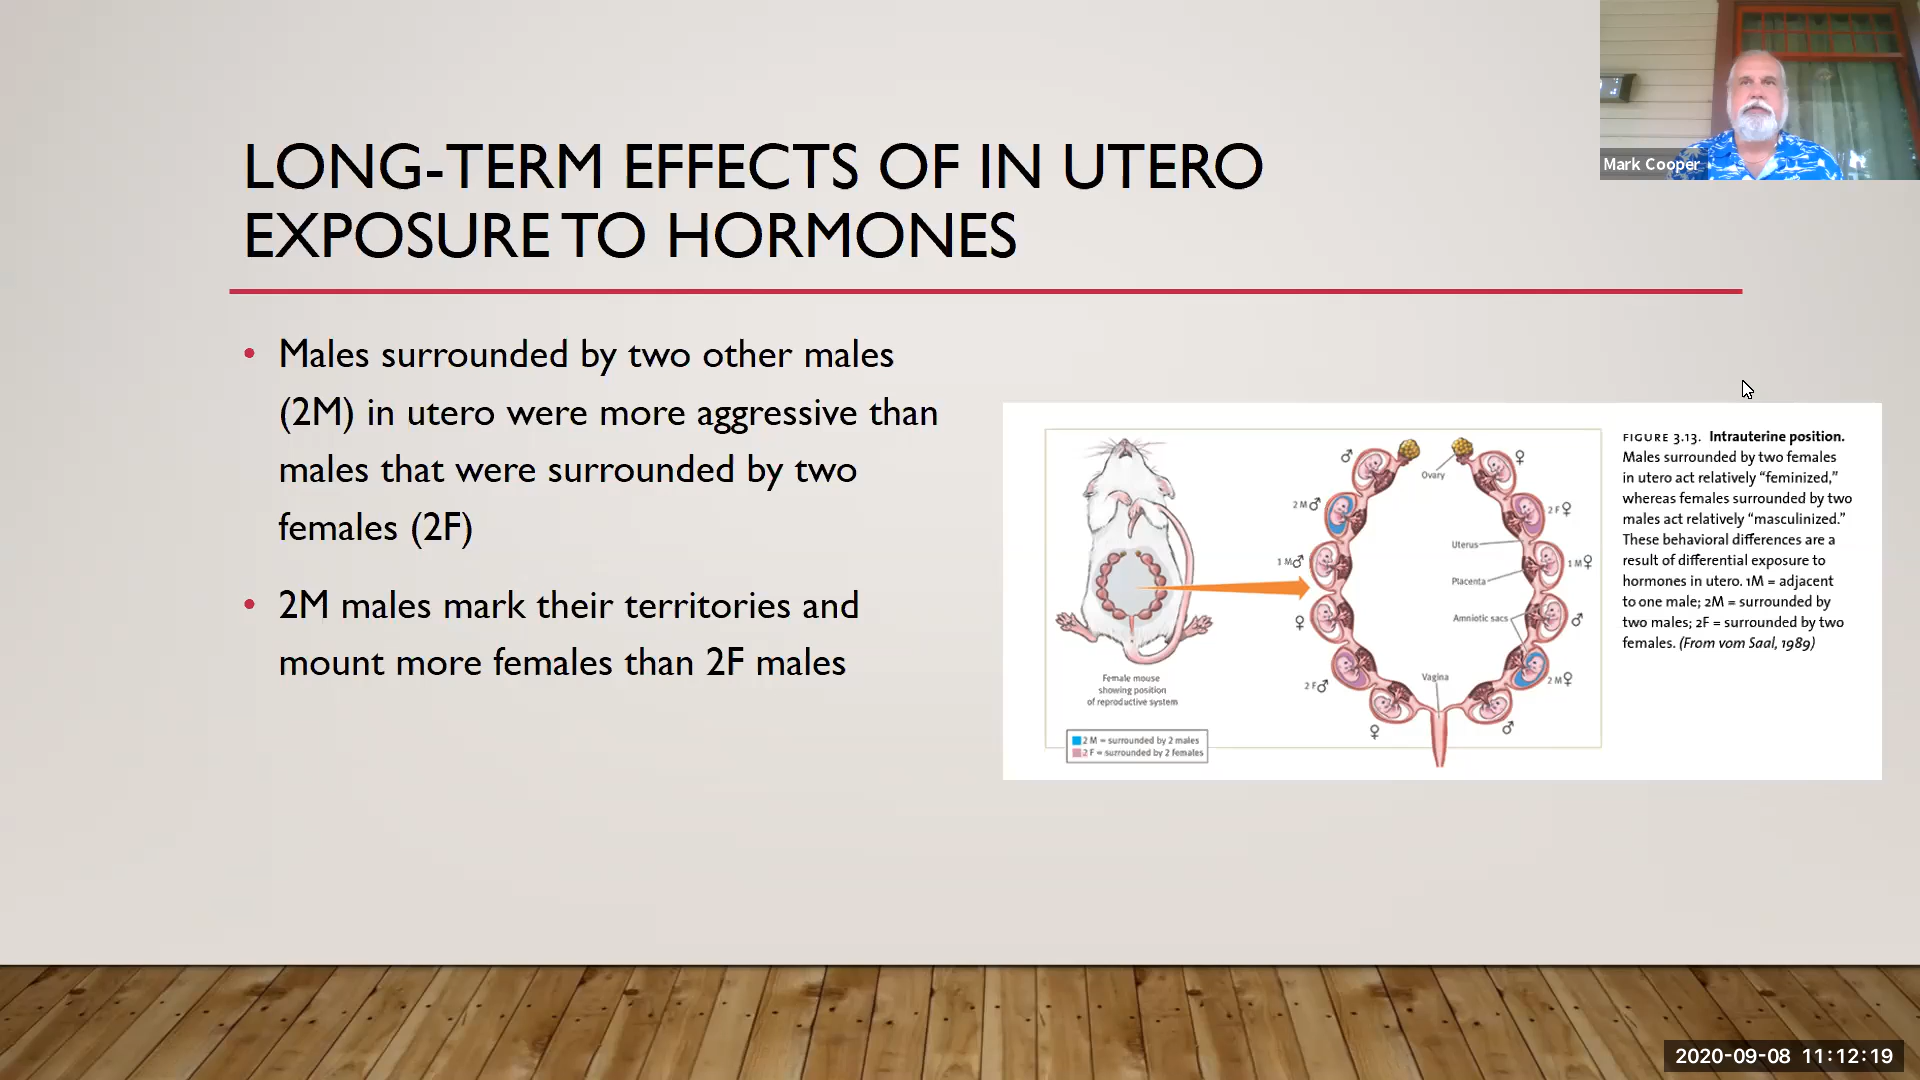 LONG-TERM EFFECTS OF IN UTERO
EXPOSURE TO HORMONES
Mark Cooper
• Males surrounded by two other males
(2M) in utero were more aggressive than
males that were surrounded by two
females (2F)
• 2M males mark their territories and
mount more females than 2F males
♂
Ovary
♀
2 M♂
2 F♀
Uterus
1 M♂
1 M♀
Placenta
♀
Amniotic sacs
♂
2 F♂
Vagina
2 M♀
♀
♂
Female mouse
showing position
of reproductive system
2 M = surrounded by 2 males
2 F = surrounded by 2 females
FIGURE 3.13. Intrauterine position.
Males surrounded by two females
in utero act relatively “feminized,”
whereas females surrounded by two
males act relatively “masculinized.”
These behavioral differences are a
result of differential exposure to
hormones in utero. 1M = adjacent
to one male; 2M = surrounded by
two males; 2F = surrounded by two
females. (From vom Saal, 1989)
2020-09-08 11:12:19